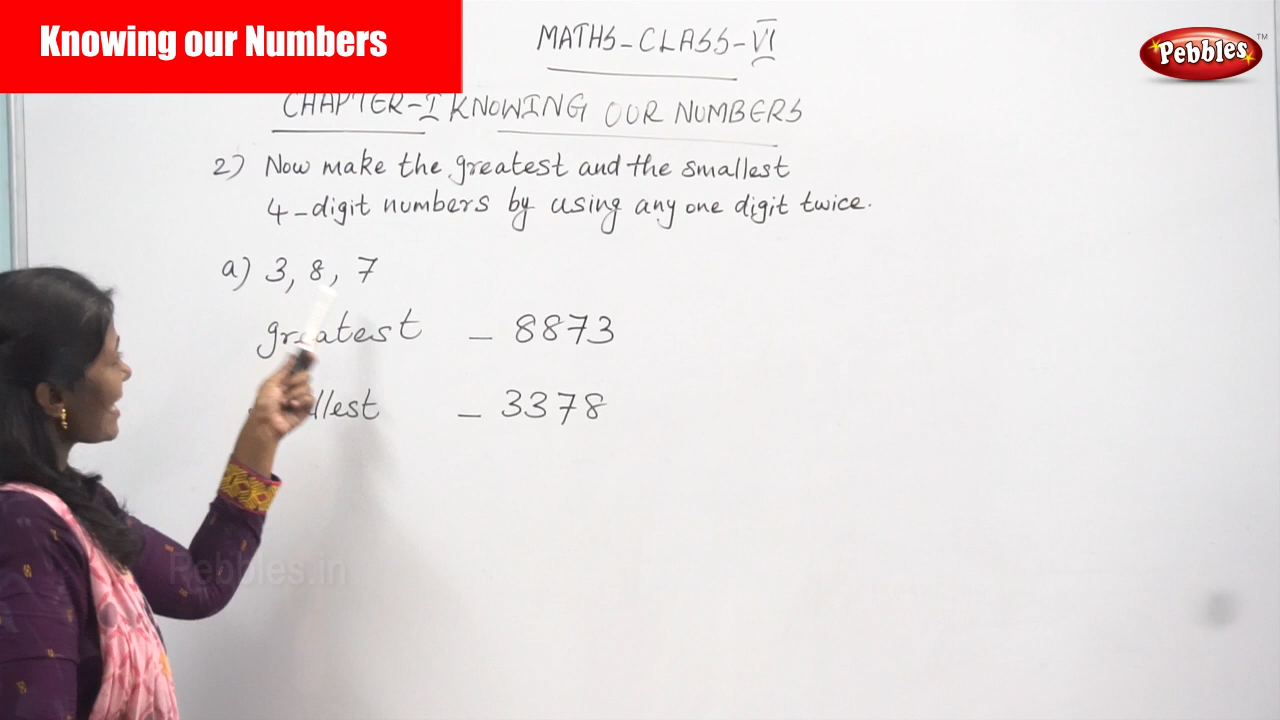 Knowing our Numbers
MATHS-CLASS-VI
Pebbles TM
CHAPTER-I KNOWING OUR NUMBERS
2) Now make the greatest and the smallest
4-digit numbers by using any one digit twice.
a) 3, 8, 7
greatest - 8873
- 3378
Pebbles.in